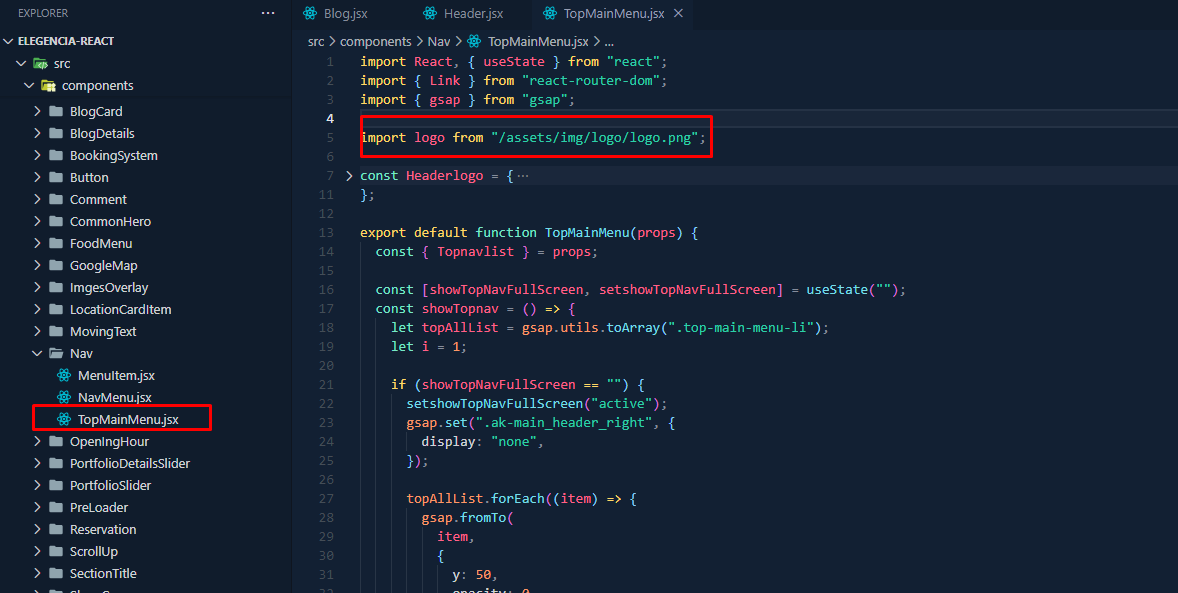 EXPLORER
ELEGENCIA-REACT
src
components
BlogCard
BlogDetails
BookingSystem
Button
Comment
CommonHero
FoodMenu
GoogleMap
ImgesOverlay
LocationCardItem
MovingText
Nav
MenuItem.jsx
NavMenu.jsx
TopMainMenu.jsx
OpenIngHour
PortfolioDetailsSlider
PortfolioSlider
PreLoader
Reservation
ScrollUp
SectionTitle
Blog.jsx Header.jsx TopMainMenu.jsx
src > components > Nav > TopMainMenu.jsx > ...
1 import React, { useState } from "react";
2 import { Link } from "react-router-dom";
3 import { gsap } from "gsap";
4
5 import logo from "/assets/img/logo/logo.png";
6
7 const Headerlogo = { ···
11 };
12
13 export default function TopMainMenu(props) {
14 const { Topnavlist } = props;
15
16 const [showTopNavFullScreen, setshowTopNavFullScreen] = useState("");
17 const showTopnav = () => {
18 let topAllList = gsap.utils.toArray(".top-main-menu-li");
19 let i = 1;
20
21 if (showTopNavFullScreen == "") {
22 setshowTopNavFullScreen("active");
23 gsap.set(".ak-main_header_right", {
24 display: "none",
25 });
26
27 topAllList.forEach((item) => {
28 gsap.fromTo(
29 item,
30 {
31 y: 50,